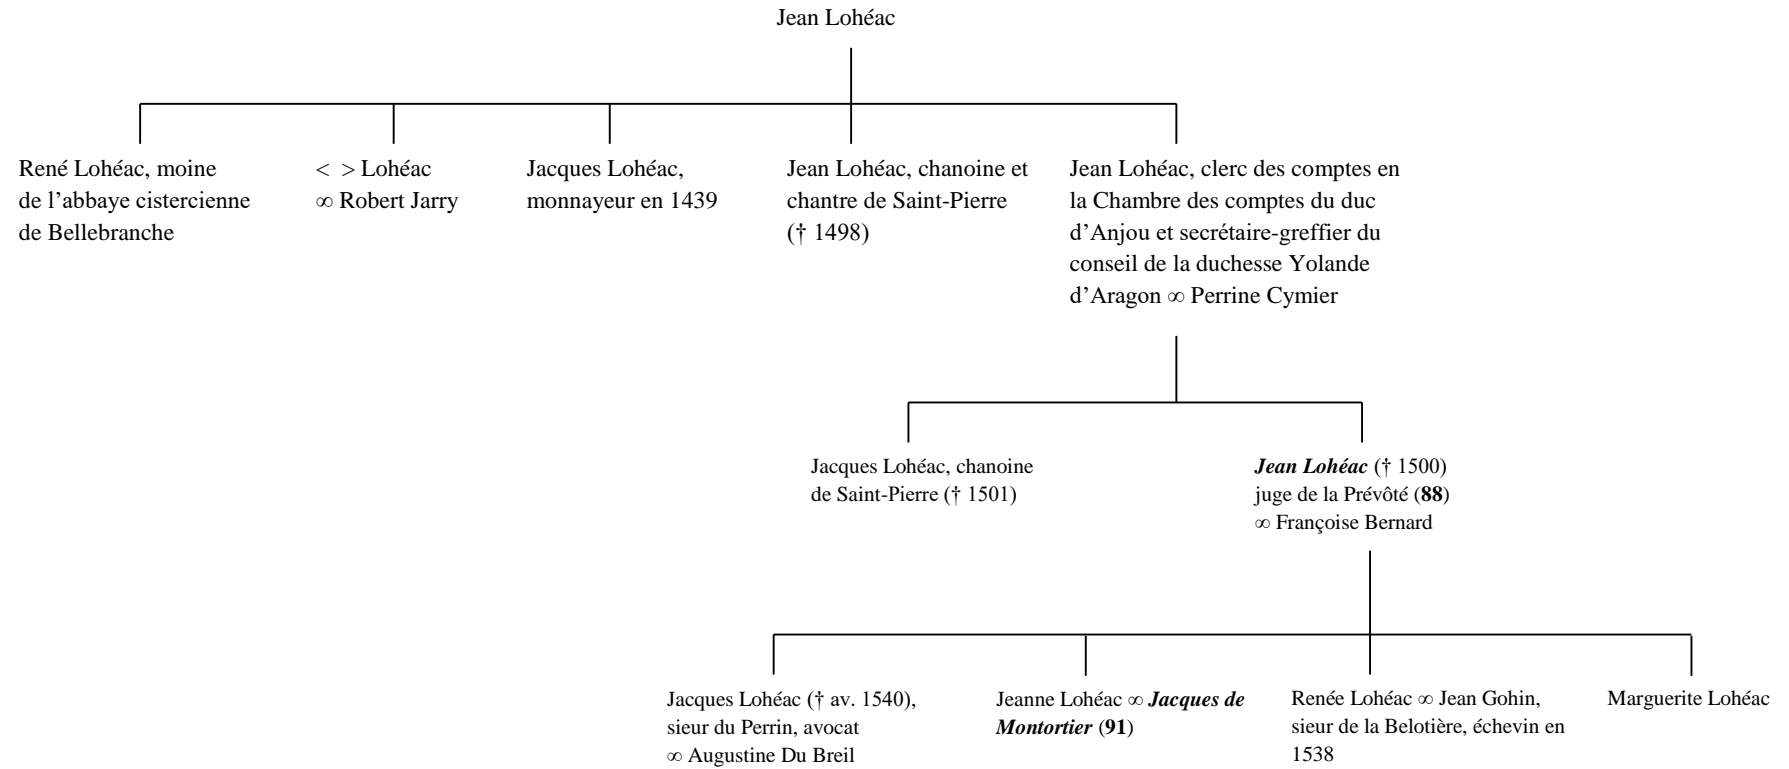 Jean Lohéac
René Lohéac, moine
de l’abbaye cistercienne
de Bellebranche
< > Lohéac
∞ Robert Jarry
Jacques Lohéac,
monnayeur en 1439
Jean Lohéac, chanoine et
chantre de Saint-Pierre
(† 1498)
Jean Lohéac, clerc des comptes en
la Chambre des comptes du duc
d’Anjou et secrétaire-greffier du
conseil de la duchesse Yolande
d’Aragon ∞ Perrine Cymier
Jacques Lohéac, chanoine
de Saint-Pierre († 1501)
Jean Lohéac († 1500)
juge de la Prévôté (88)
∞ Françoise Bernard
Jacques Lohéac († av. 1540),
sieur du Perrin, avocat
∞ Augustine Du Breil
Jeanne Lohéac ∞ Jacques de
Montortier (91)
Renée Lohéac ∞ Jean Gohin,
sieur de la Belotière, échevin en
1538
Marguerite Lohéac